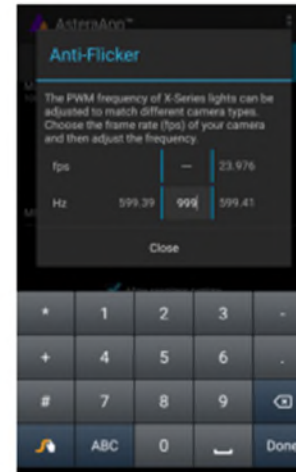 AsteraApp™
Anti-Flicker
The PWM frequency of X-Series lights can be
adjusted to match different camera types.
Choose the frame rate (fps) of your camera
and then adjust the frequency.
fps -- 23.976
Hz 599.39 999 599.41
Close
* 1 2 3 -
+ 4 5 6 .
# 7 8 9
ABC 0 Done